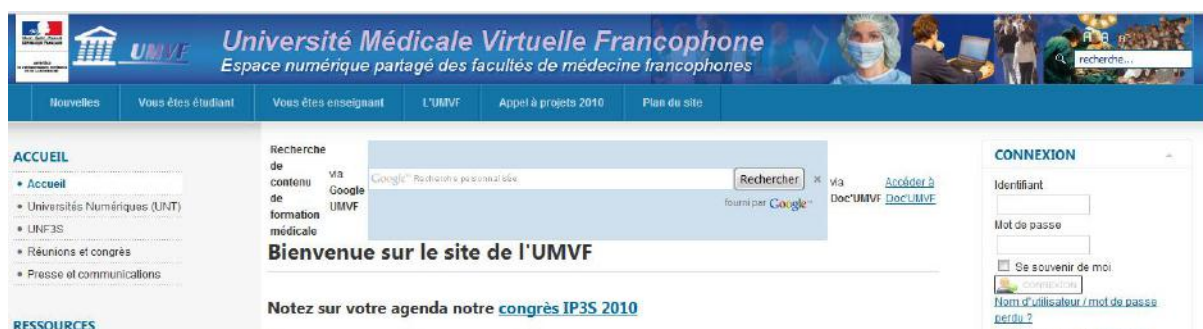 UMVF
Université Médicale Virtuelle Francophone
Espace numérique partagé des facultés de médecine francophones
recherche...
Nouvelles
Vous êtes étudiant
Vous êtes enseignant
L'UMVF
Appel à projets 2010
Plan du site
ACCUEIL
Accueil
Universités Numériques (UNT)
UNF3S
Réunions et congrès
Presse et communications
RESSOURCES
Recherche
de
contenu
de
formation
médicale
via
Google
UMVF
Google™ Recherche personnalisée
Rechercher
×
fourni par Google™
via
Doc'UMVF
Accéder à
Doc'UMVF
Bienvenue sur le site de l'UMVF
Notez sur votre agenda notre congrès IP3S 2010
CONNEXION
Identifiant
Mot de passe
Se souvenir de moi
CONNEXION
Nom d'utilisateur / mot de passe
perdu ?